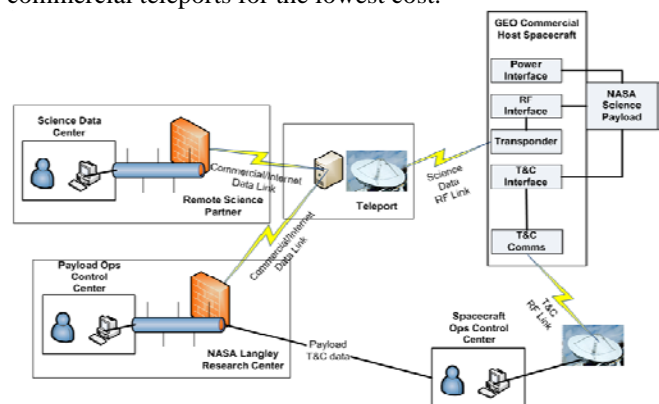 commercial teleports for the lowest cost.
GEO Commercial
Host Spacecraft
Power
Interface
RF
Interface
Transponder
T&C
Interface
T&C
Comms
NASA
Science
Payload
Science Data
Center
Remote Science
Partner
Commercial/Internet
Data Link
Teleport
Science
Data
RF Link
Commercial/Internet
Data Link
Payload Ops
Control
Center
NASA Langley
Research Center
Payload
T&C data
Spacecraft
Ops Control
Center
T&C
RF Link